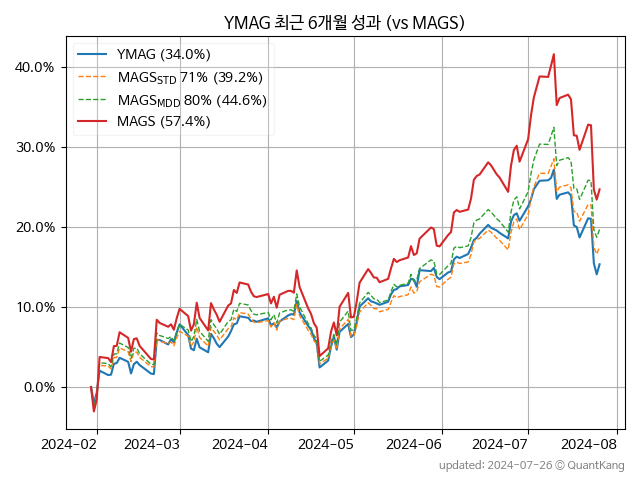 YMAG 최근 6개월 성과 (vs MAGS)
YMAG (34.0%)
MAGS_STD 71% (39.2%)
MAGS_MDD 80% (44.6%)
MAGS (57.4%)
40.0%
30.0%
20.0%
10.0%
0.0%
2024-02 2024-03 2024-04 2024-05 2024-06 2024-07 2024-08
updated: 2024-07-26 © QuantKang